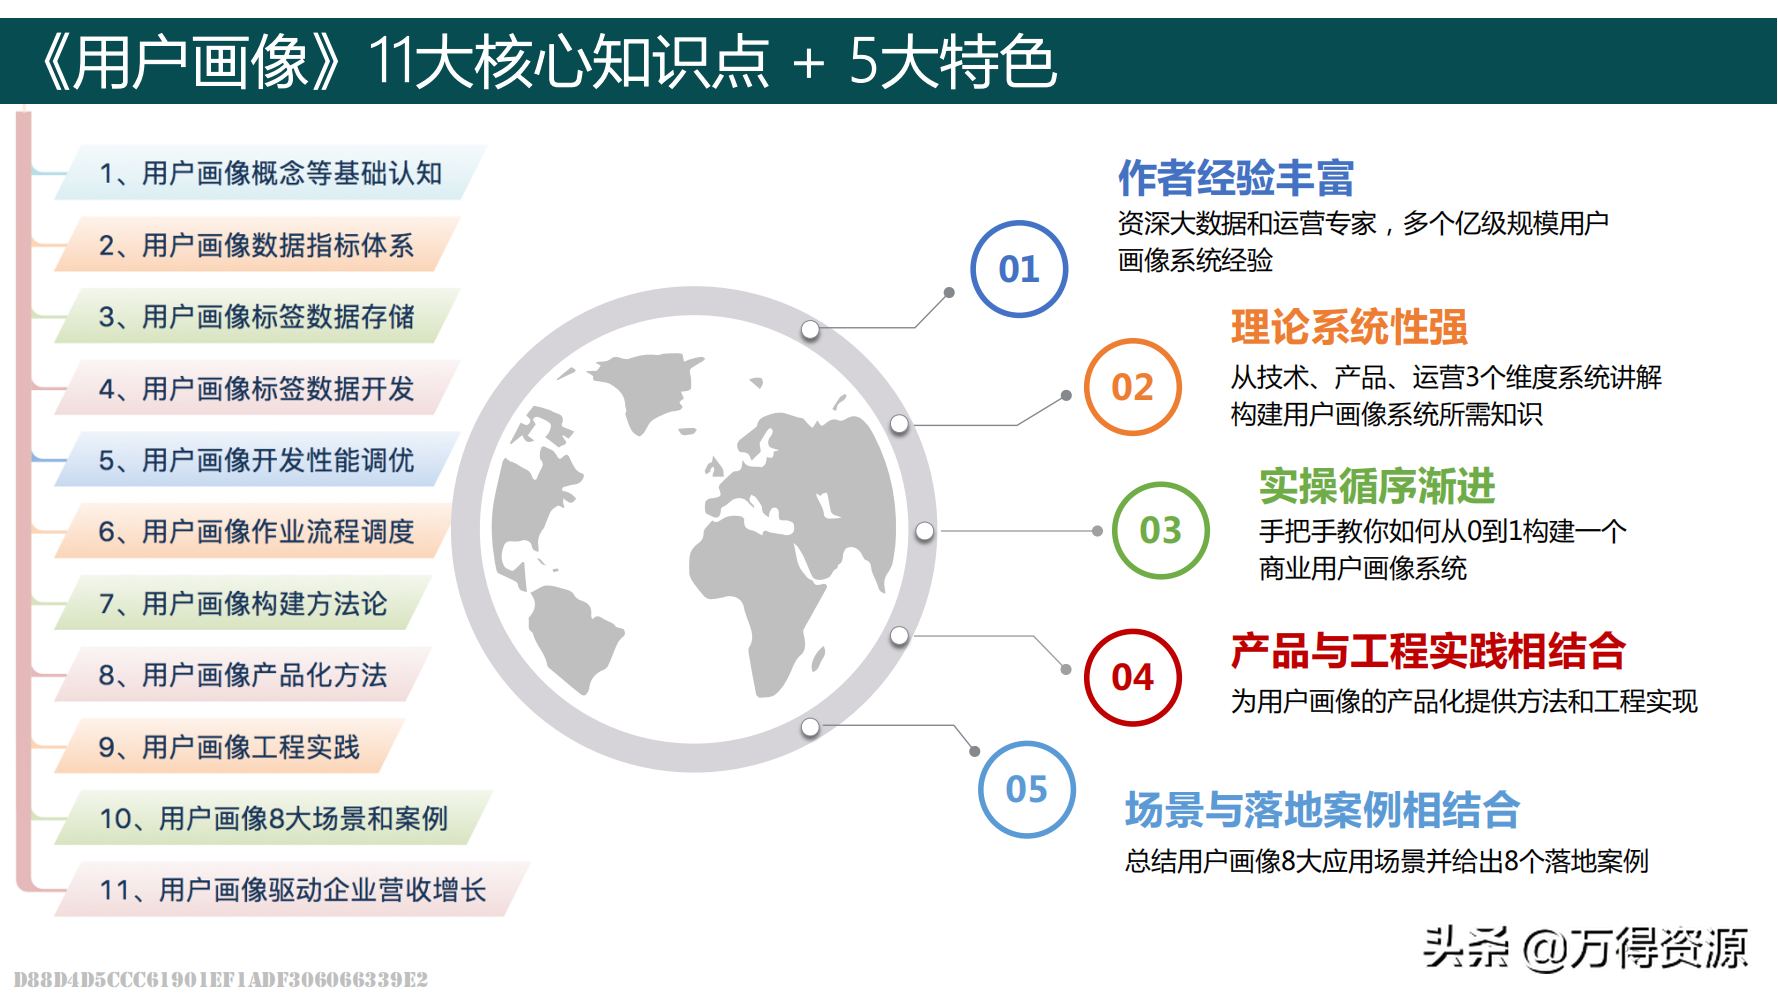 《用户画像》11大核心知识点 + 5大特色
1、用户画像概念等基础认知
2、用户画像数据指标体系
3、用户画像标签数据存储
4、用户画像标签数据开发
5、用户画像开发性能调优
6、用户画像作业流程调度
7、用户画像构建方法论
8、用户画像产品化方法
9、用户画像工程实践
10、用户画像8大场景和案例
11、用户画像驱动企业营收增长
01
作者经验丰富
资深大数据和运营专家，多个亿级规模用户
画像系统经验
02
理论系统性强
从技术、产品、运营3个维度系统讲解
构建用户画像系统所需知识
03
实操循序渐进
手把手教你如何从0到1构建一个
商业用户画像系统
04
产品与工程实践相结合
为用户画像的产品化提供方法和工程实现
05
场景与落地案例相结合
总结用户画像8大应用场景并给出8个落地案例
头条 @万得资源
D88D4D5CCC61901EF1ADF306066339E2